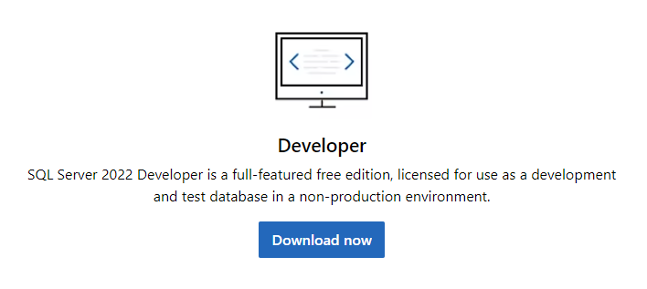 Developer
SQL Server 2022 Developer is a full-featured free edition, licensed for use as a development
and test database in a non-production environment.
Download now